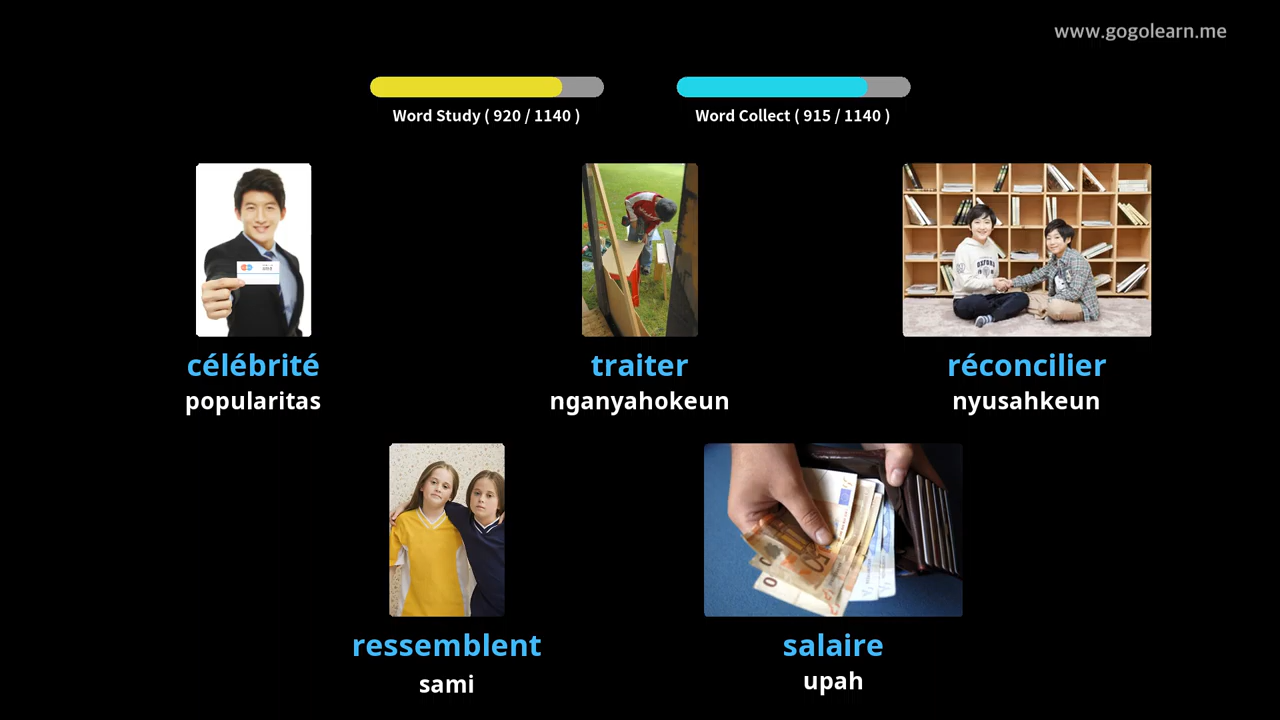 www.gogolearn.me
Word Study ( 920 / 1140 )
Word Collect ( 915 / 1140 )
célébrité
popularitas
traiter
nganyahokeun
réconcilier
nyusahkeun
ressemblent
sami
salaire
upah